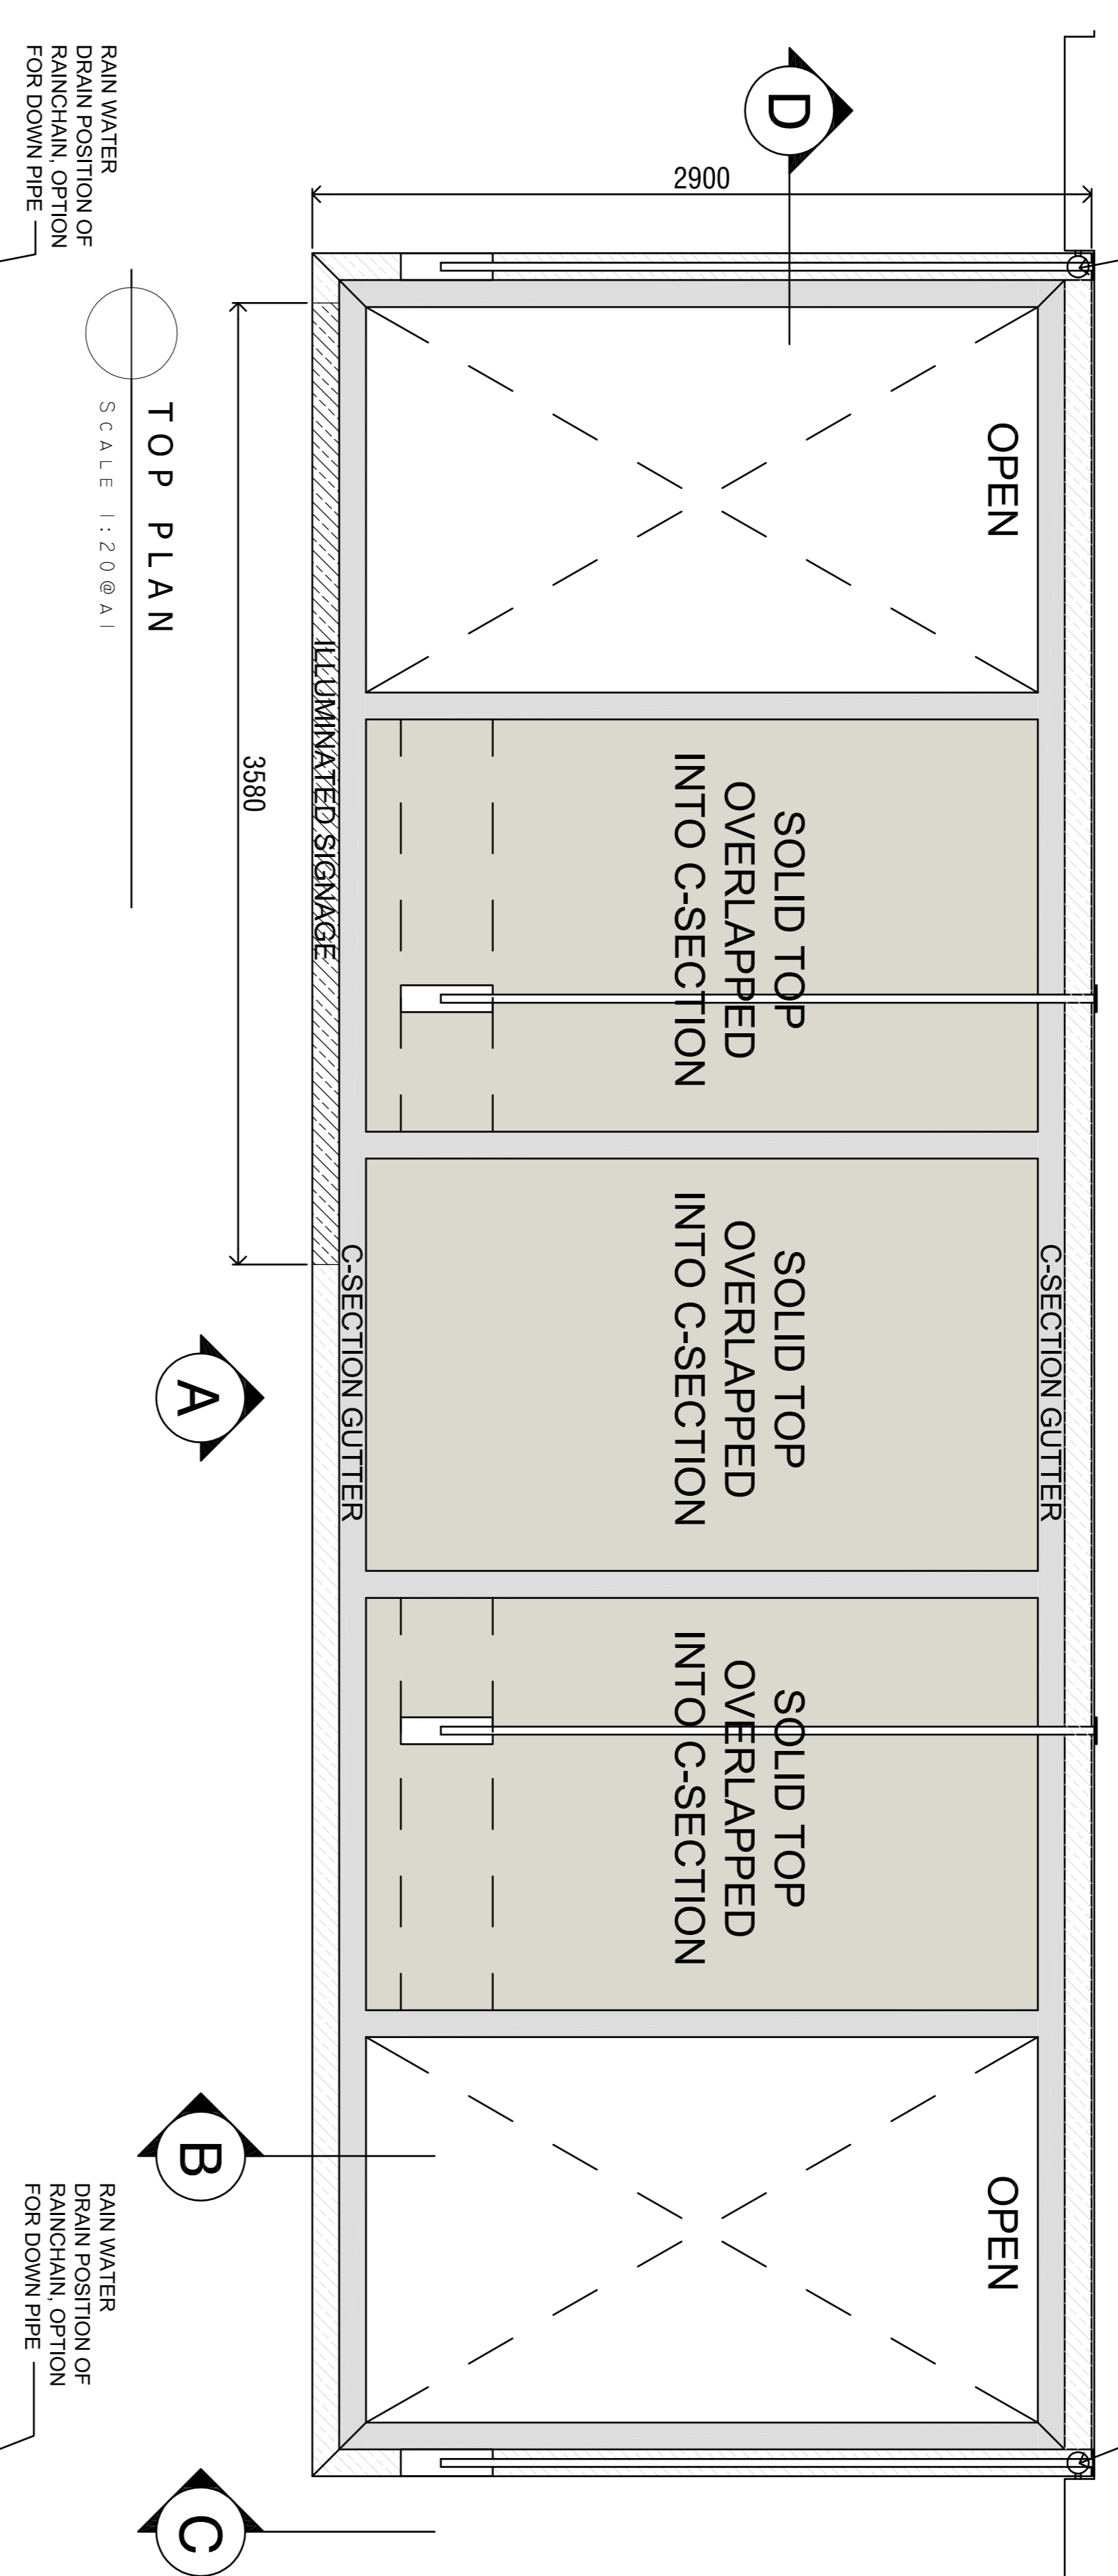 RAIN WATER
DRAIN POSITION OF
RAINCHAIN, OPTION
FOR DOWN PIPE
D
2900
OPEN
SOLID TOP
OVERLAPPED
INTO C-SECTION
C-SECTION GUTTER
SOLID TOP
OVERLAPPED
INTO C-SECTION
SOLID TOP
OVERLAPPED
INTO C-SECTION
OPEN
C-SECTION GUTTER
ILLUMINATED SIGNAGE
3580
A
B
C
TOP PLAN
SCALE 1:20@A1
RAIN WATER
DRAIN POSITION OF
RAINCHAIN, OPTION
FOR DOWN PIPE